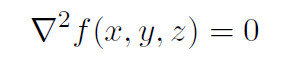 ∇²f(x, y, z) = 0